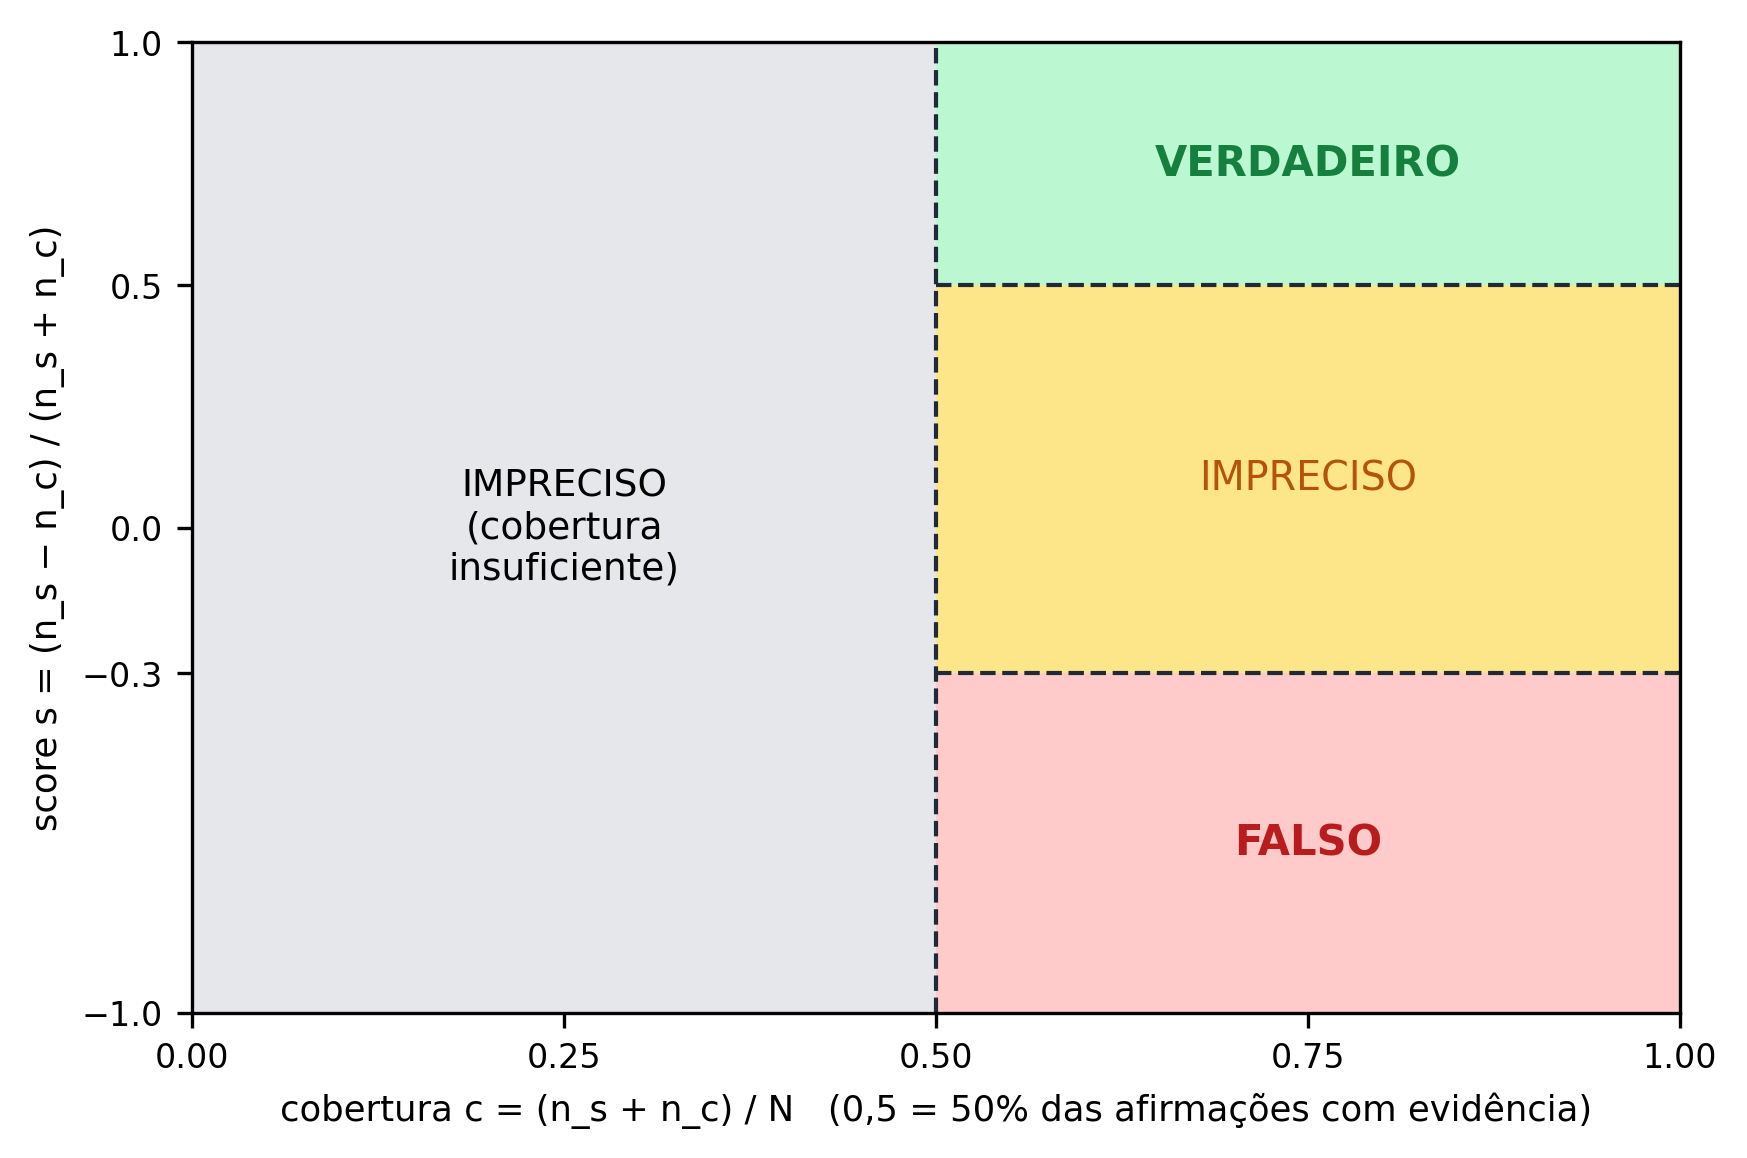 1.0
0.5
0.0
−0.3
−1.0
score s = (n_s − n_c) / (n_s + n_c)
VERDADEIRO
IMPRECISO
IMPRECISO
(cobertura
insuficiente)
FALSO
0.00 0.25 0.50 0.75 1.00
cobertura c = (n_s + n_c) / N   (0,5 = 50% das afirmações com evidência)